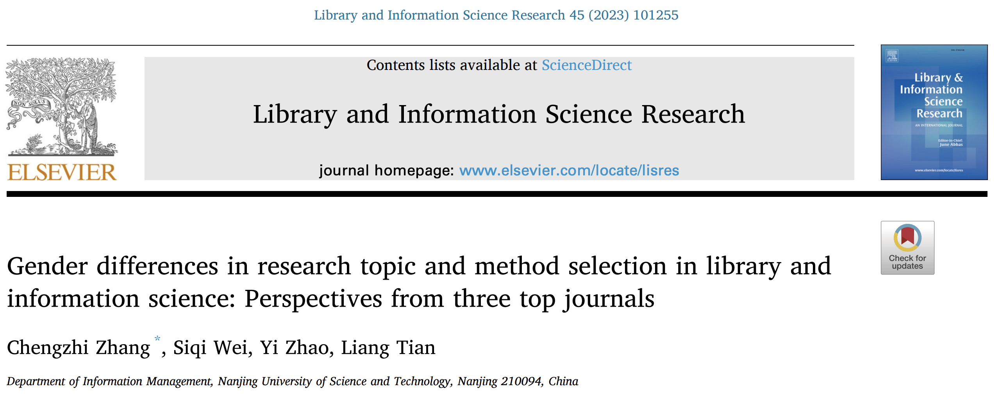 Library and Information Science Research 45 (2023) 101255
Contents lists available at ScienceDirect
Library and Information Science Research
journal homepage: www.elsevier.com/locate/lisres
NON SOLUS
ELSEVIER
ELSEVIER
Library &
Information
Science
Research
AN INTERNATIONAL JOURNAL
Editor-in-Chief:
June Abbas
www.elsevier.com/locate/lisres
Check for
updates
Gender differences in research topic and method selection in library and
information science: Perspectives from three top journals
Chengzhi Zhang *, Siqi Wei, Yi Zhao, Liang Tian
Department of Information Management, Nanjing University of Science and Technology, Nanjing 210094, China